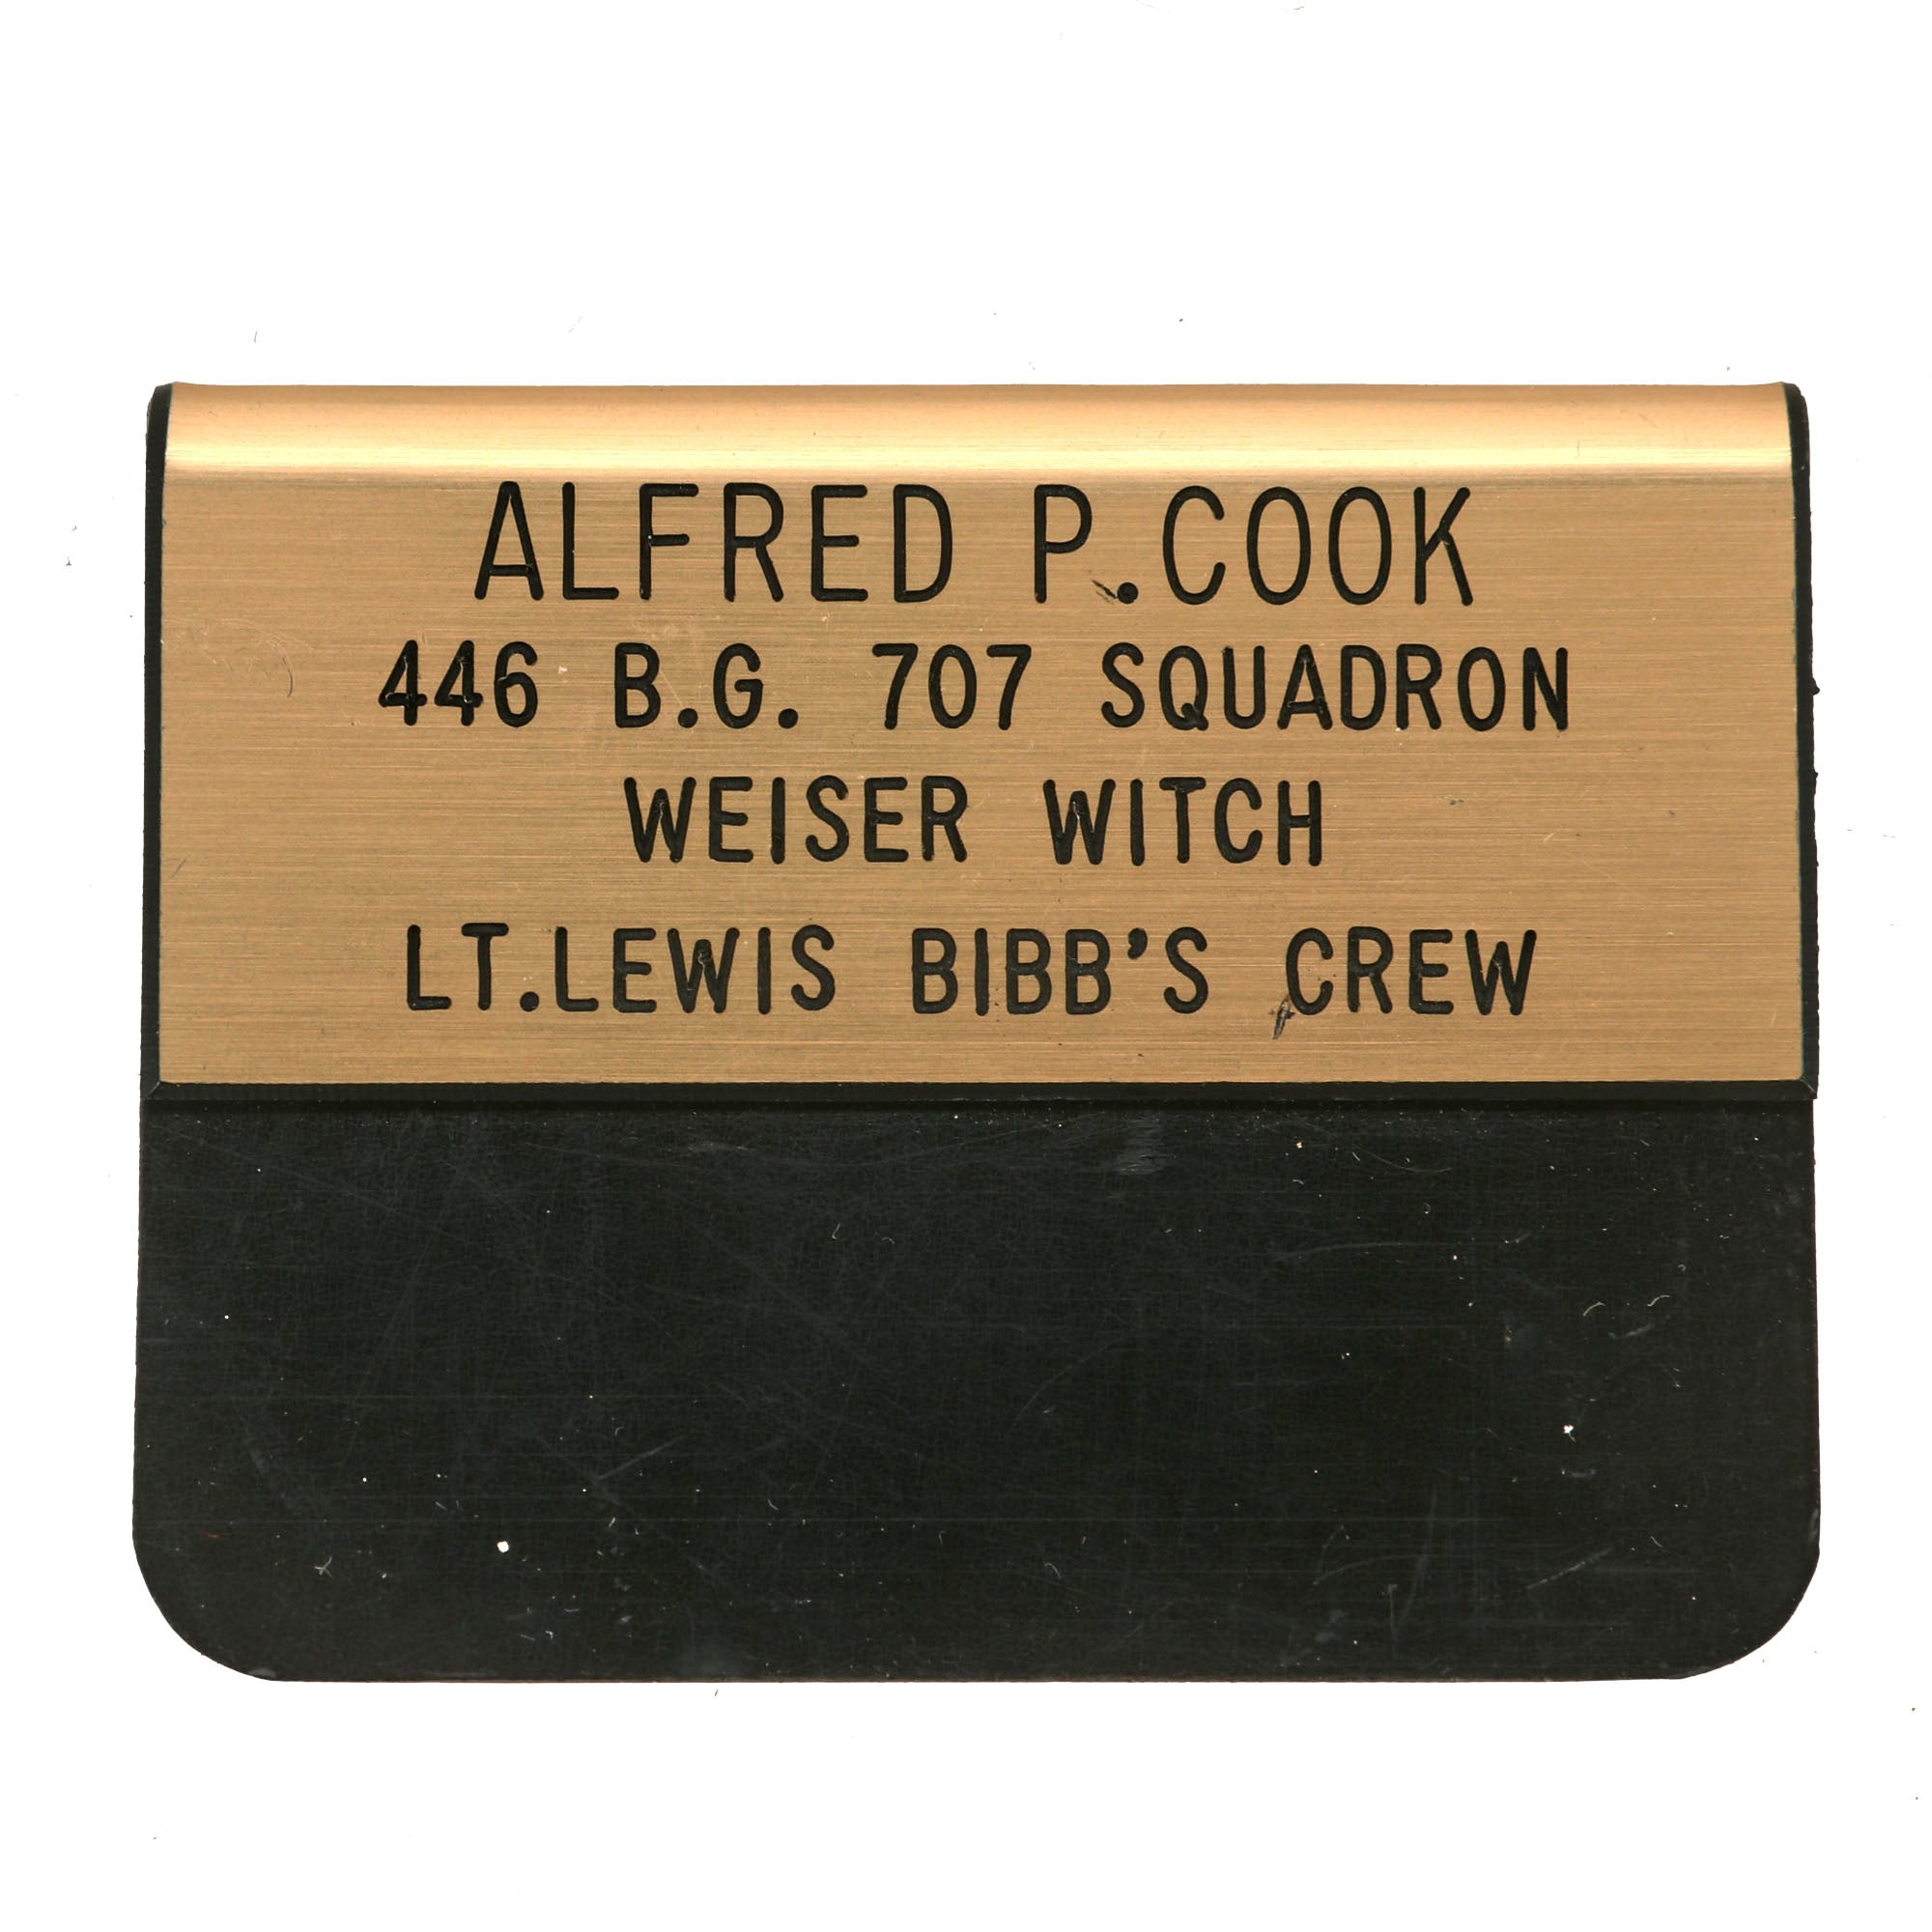 ALFRED P.COOK
446 B.G. 707 SQUADRON
WEISER WITCH
LT.LEWIS BIBB'S CREW